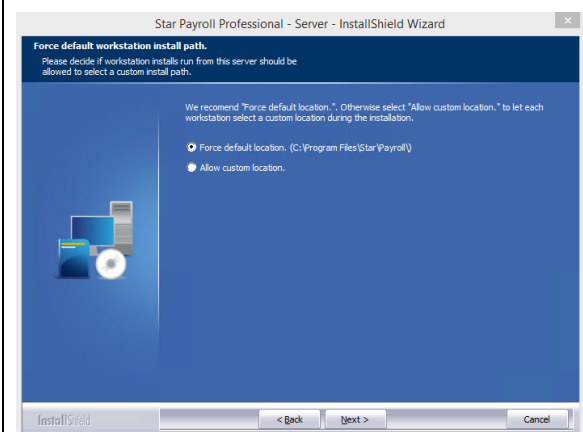 Star Payroll Professional - Server - InstallShield Wizard
Force default workstation install path.
Please decide if workstation installs run from this server should be
allowed to select a custom install path.
We recomend "Force default location.". Otherwise select "Allow custom location." to let each
workstation select a custom location during the installation.
Force default location. (C:\Program Files\Star\Payroll\)
Allow custom location.
InstallShield
< Back
Next >
Cancel